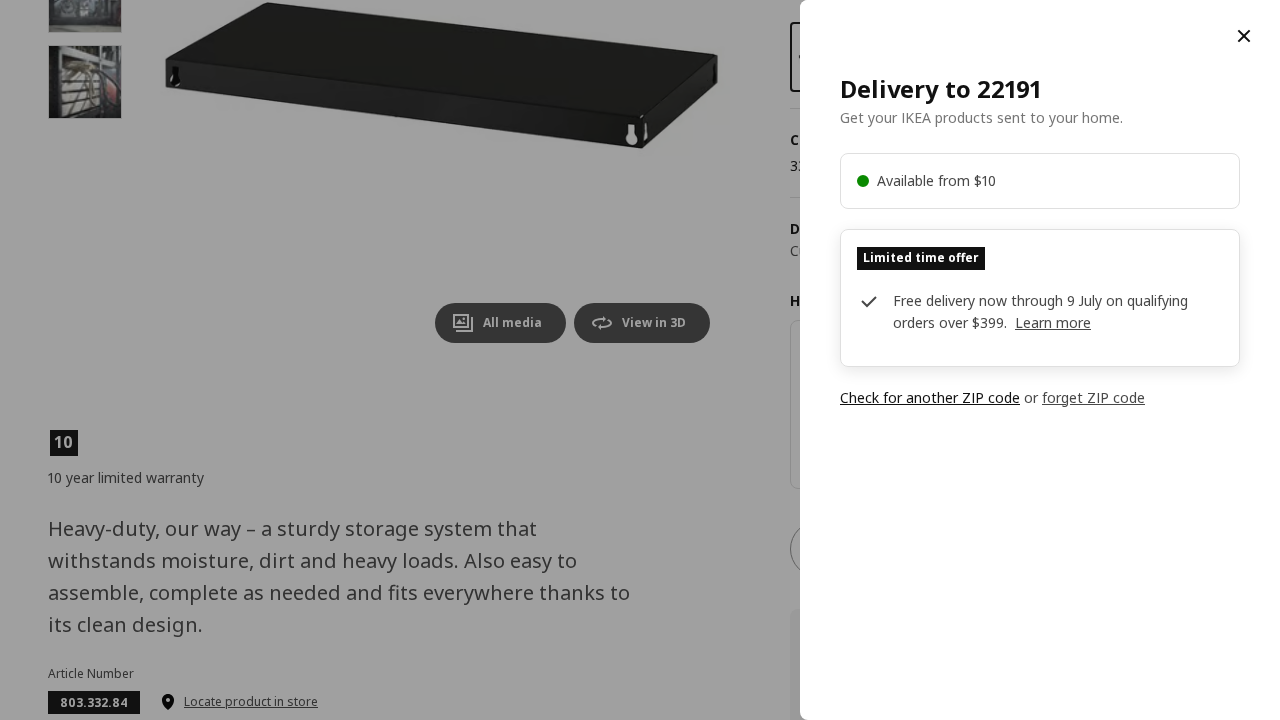 Delivery to 22191
Get your IKEA products sent to your home.
Available from $10
Limited time offer
Free delivery now through 9 July on qualifying
orders over $399. Learn more
Check for another ZIP code or forget ZIP code
All media
View in 3D
10
10 year limited warranty
Heavy-duty, our way – a sturdy storage system that
withstands moisture, dirt and heavy loads. Also easy to
assemble, complete as needed and fits everywhere thanks to
its clean design.
Article Number
803.332.84
Locate product in store